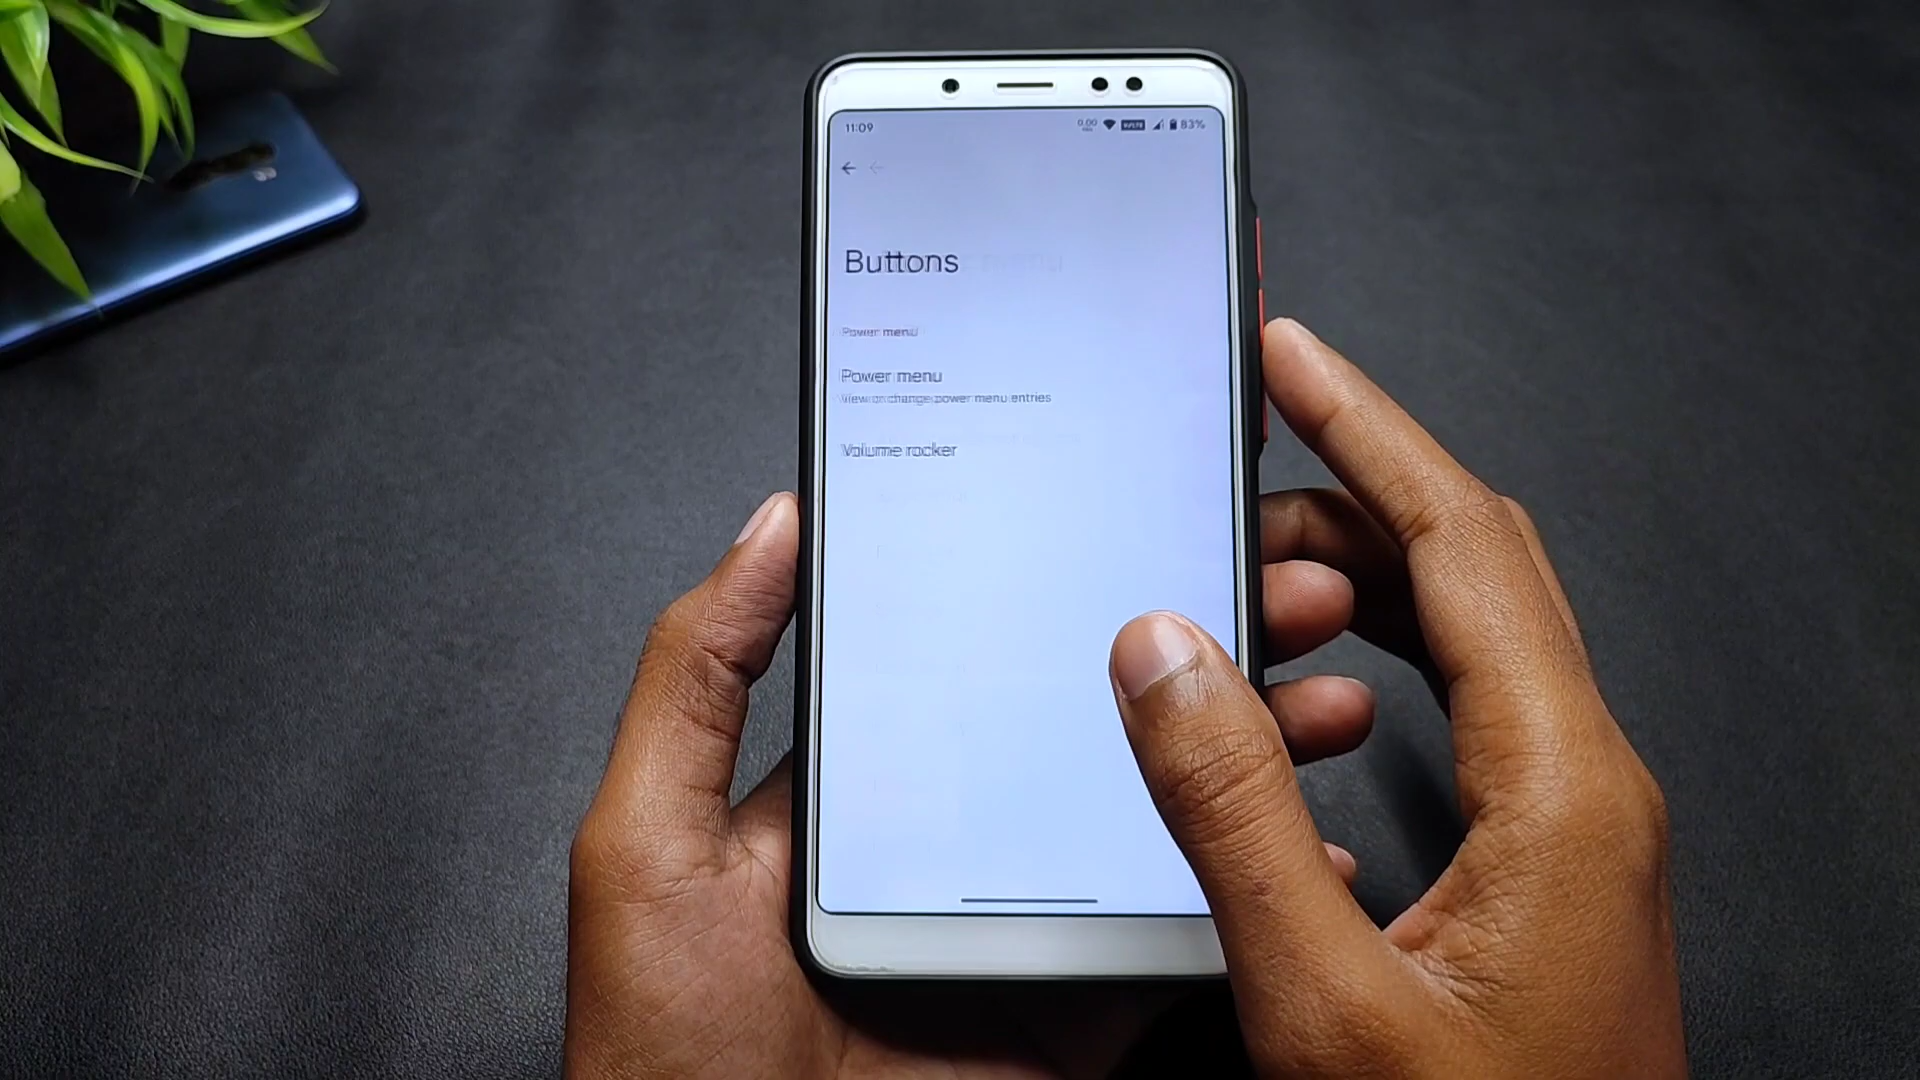 11:09
0.00
83%
Buttons
Power menu
Power menu
View or change power menu entries
Volume rocker